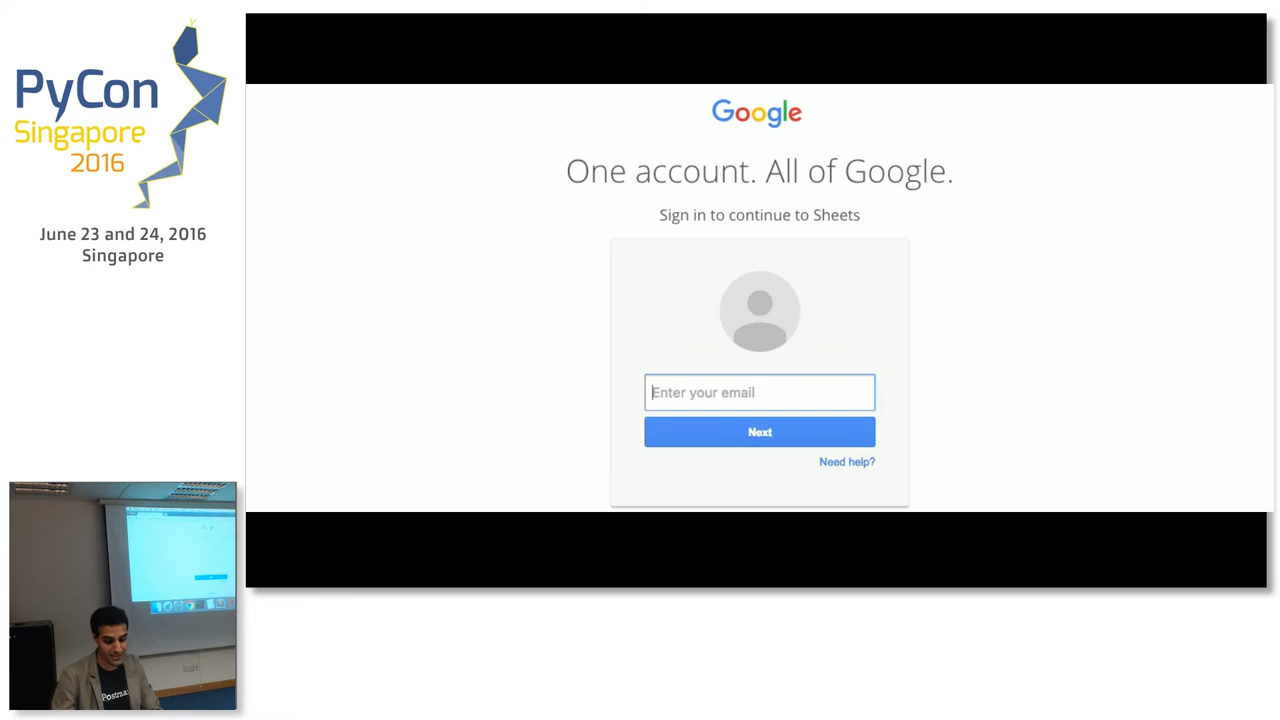 PyCon
Singapore
2016
June 23 and 24, 2016
Singapore
Google
One account. All of Google.
Sign in to continue to Sheets
Enter your email
Next
Need help?